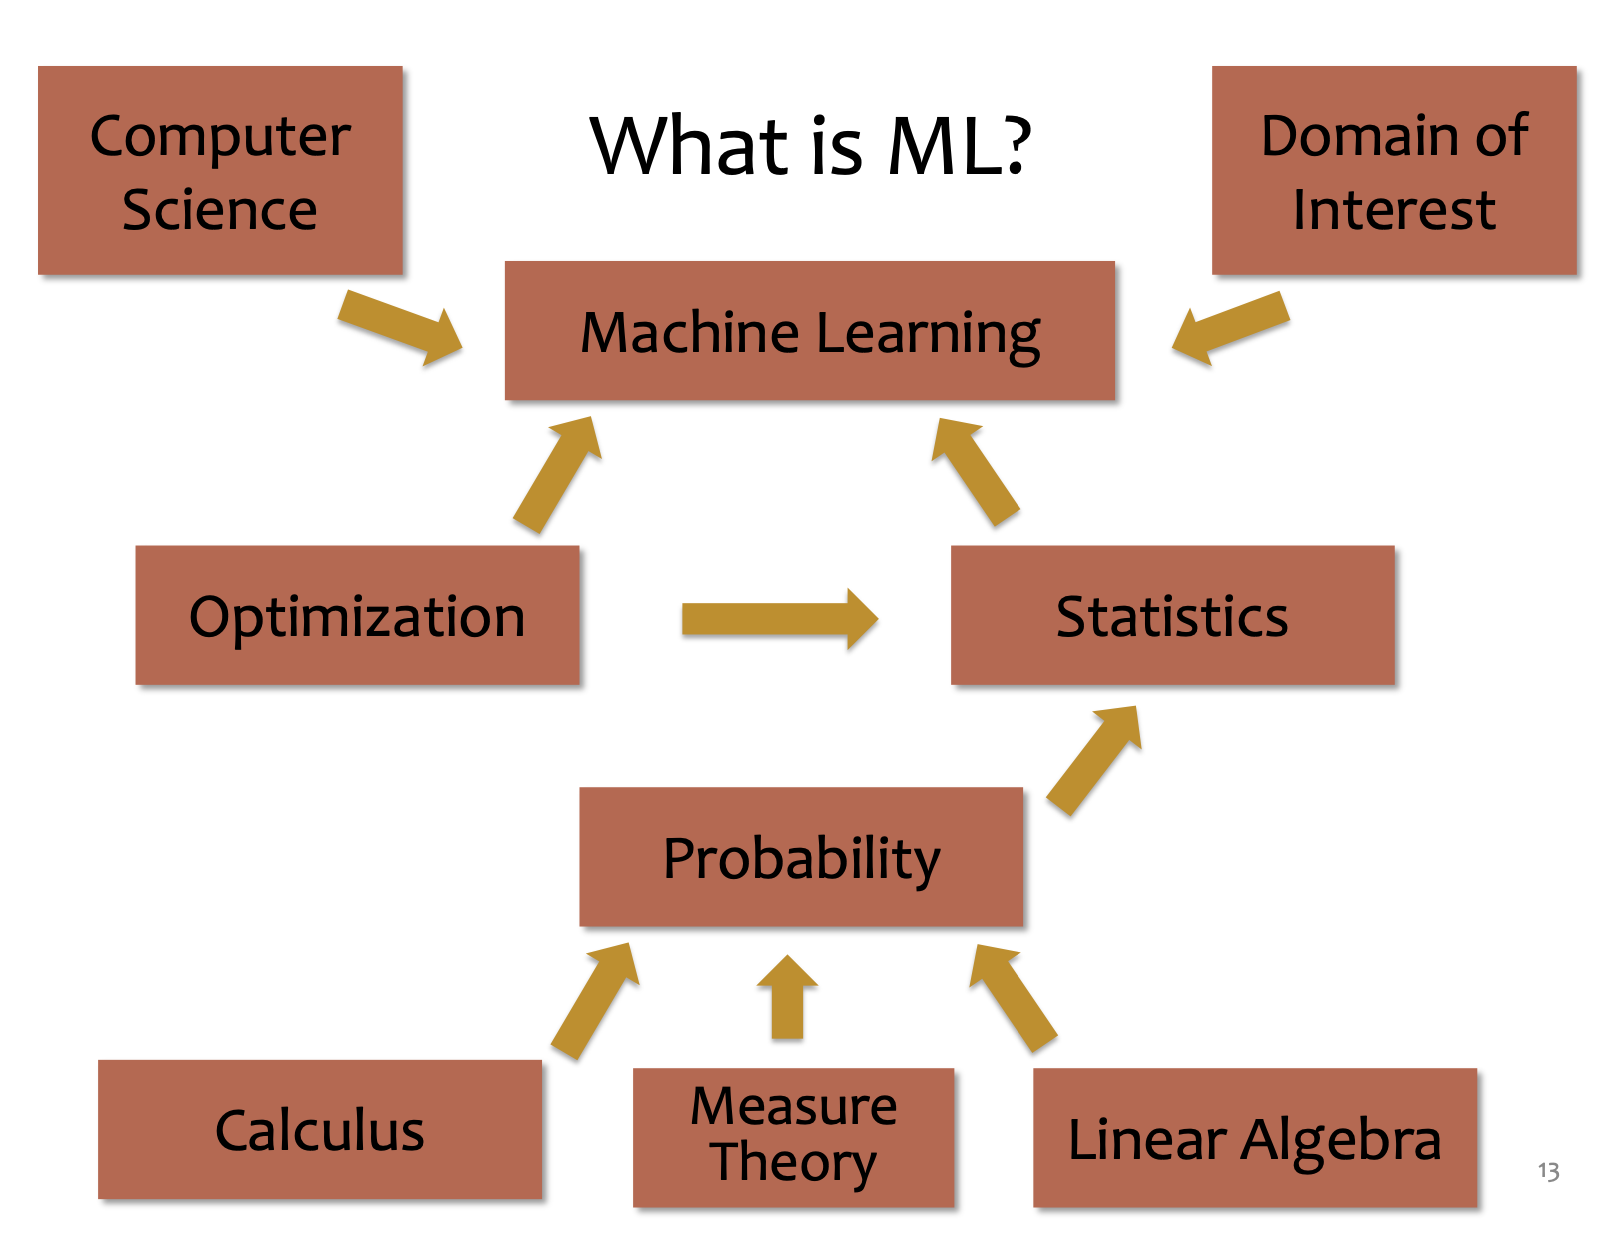 Computer
Science
What is ML?
Domain of
Interest
Machine Learning
Optimization
Statistics
Probability
Calculus
Measure
Theory
Linear Algebra
13